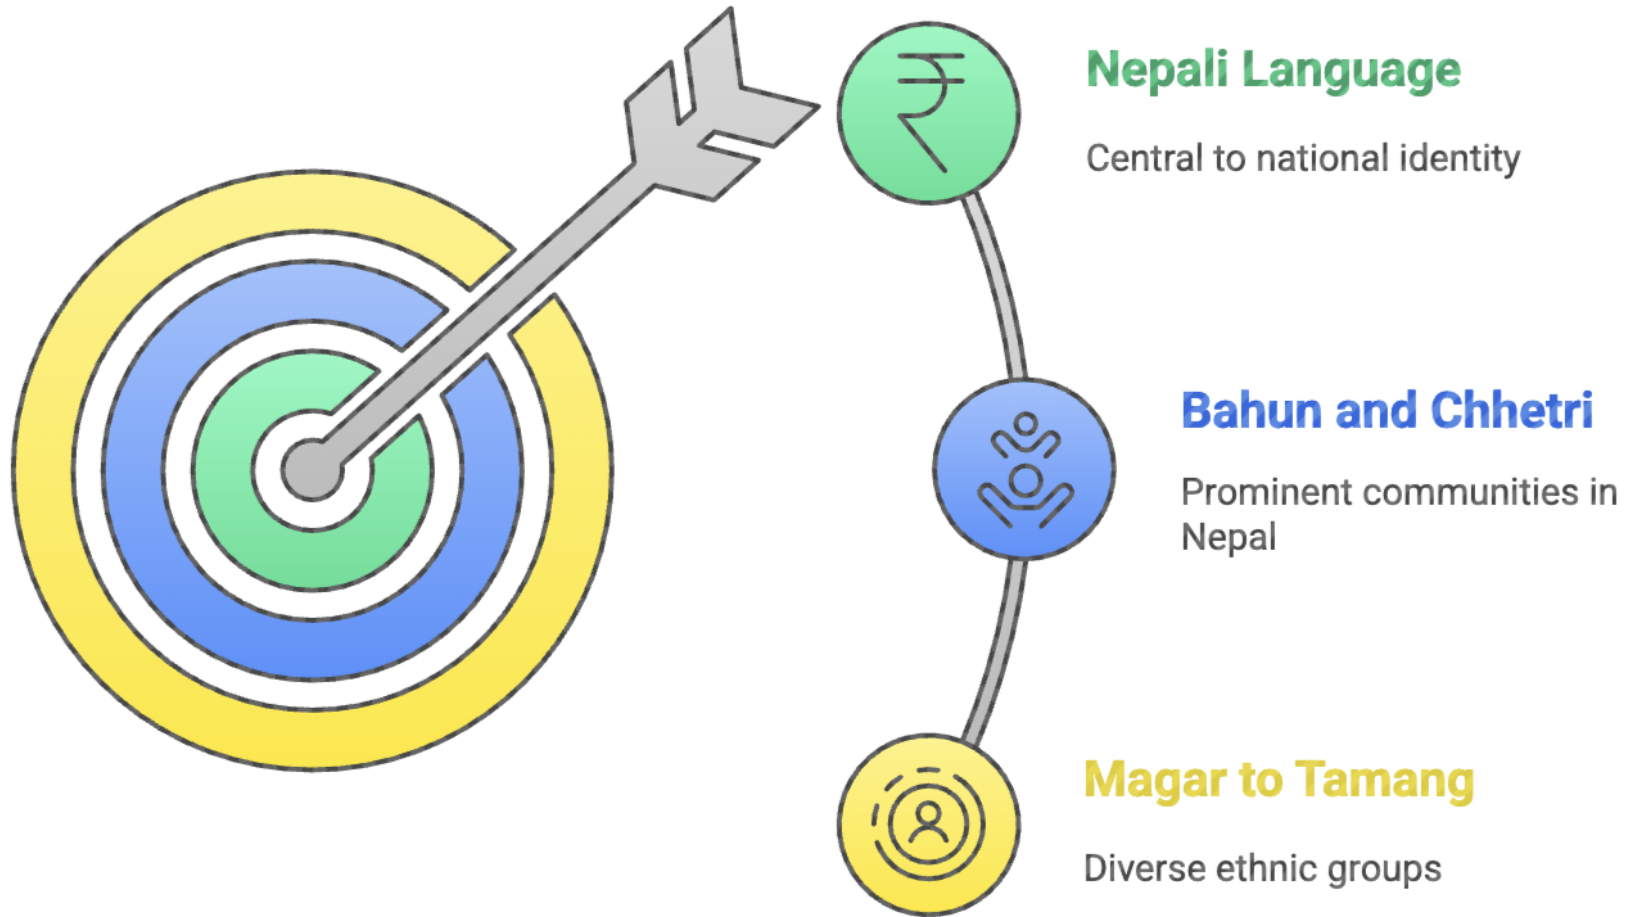 Nepali Language
Central to national identity
Bahun and Chhetri
Prominent communities in
Nepal
Magar to Tamang
Diverse ethnic groups